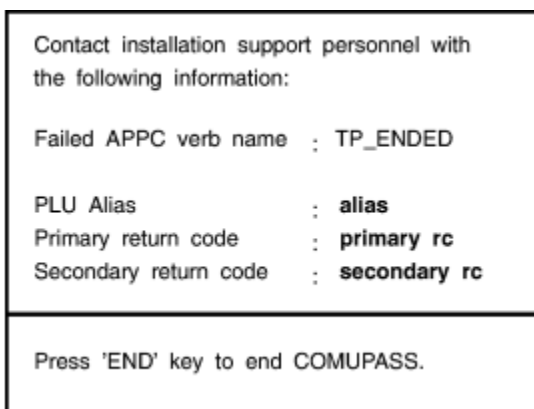 Contact installation support personnel with
the following information:
Failed APPC verb name : TP_ENDED
PLU Alias : alias
Primary return code : primary rc
Secondary return code : secondary rc
Press 'END' key to end COMUPASS.